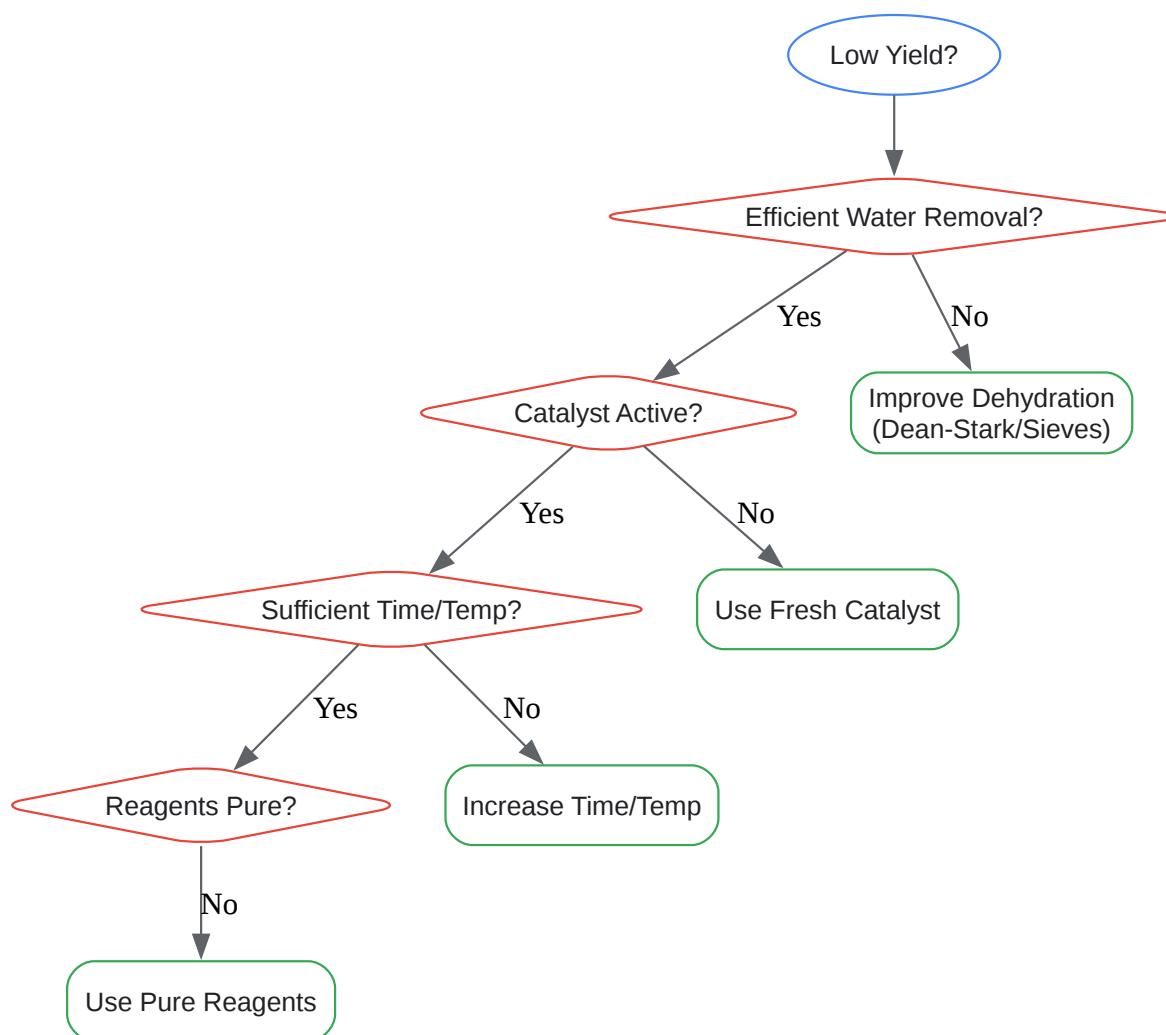 Low Yield?
Efficient Water Removal?
Yes
No
Catalyst Active?
Improve Dehydration
(Dean-Stark/Sieves)
Yes
No
Sufficient Time/Temp?
Use Fresh Catalyst
Yes
No
Reagents Pure?
Increase Time/Temp
No
Use Pure Reagents